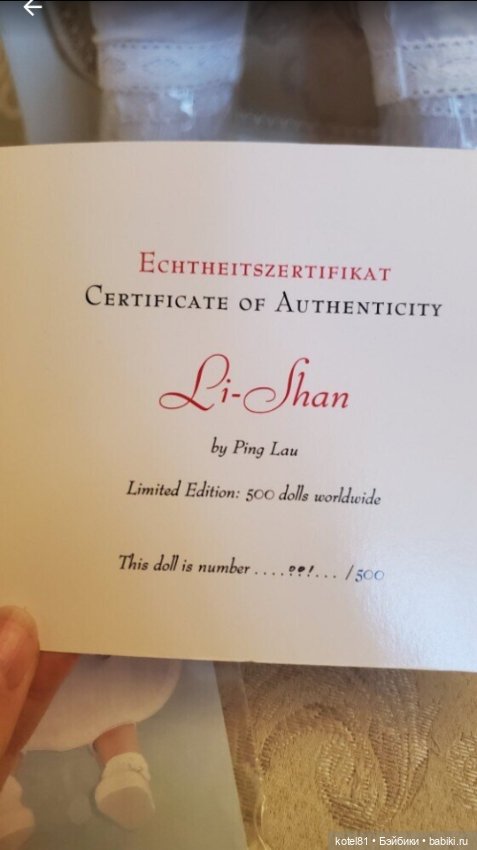 ECHTHEITSZERTIFIKAT
CERTIFICATE OF AUTHENTICITY
Li-Shan
by Ping Lau
Limited Edition: 500 dolls worldwide
This doll is number ....001... /500
kotel81 • Бэйбики • babiki.ru